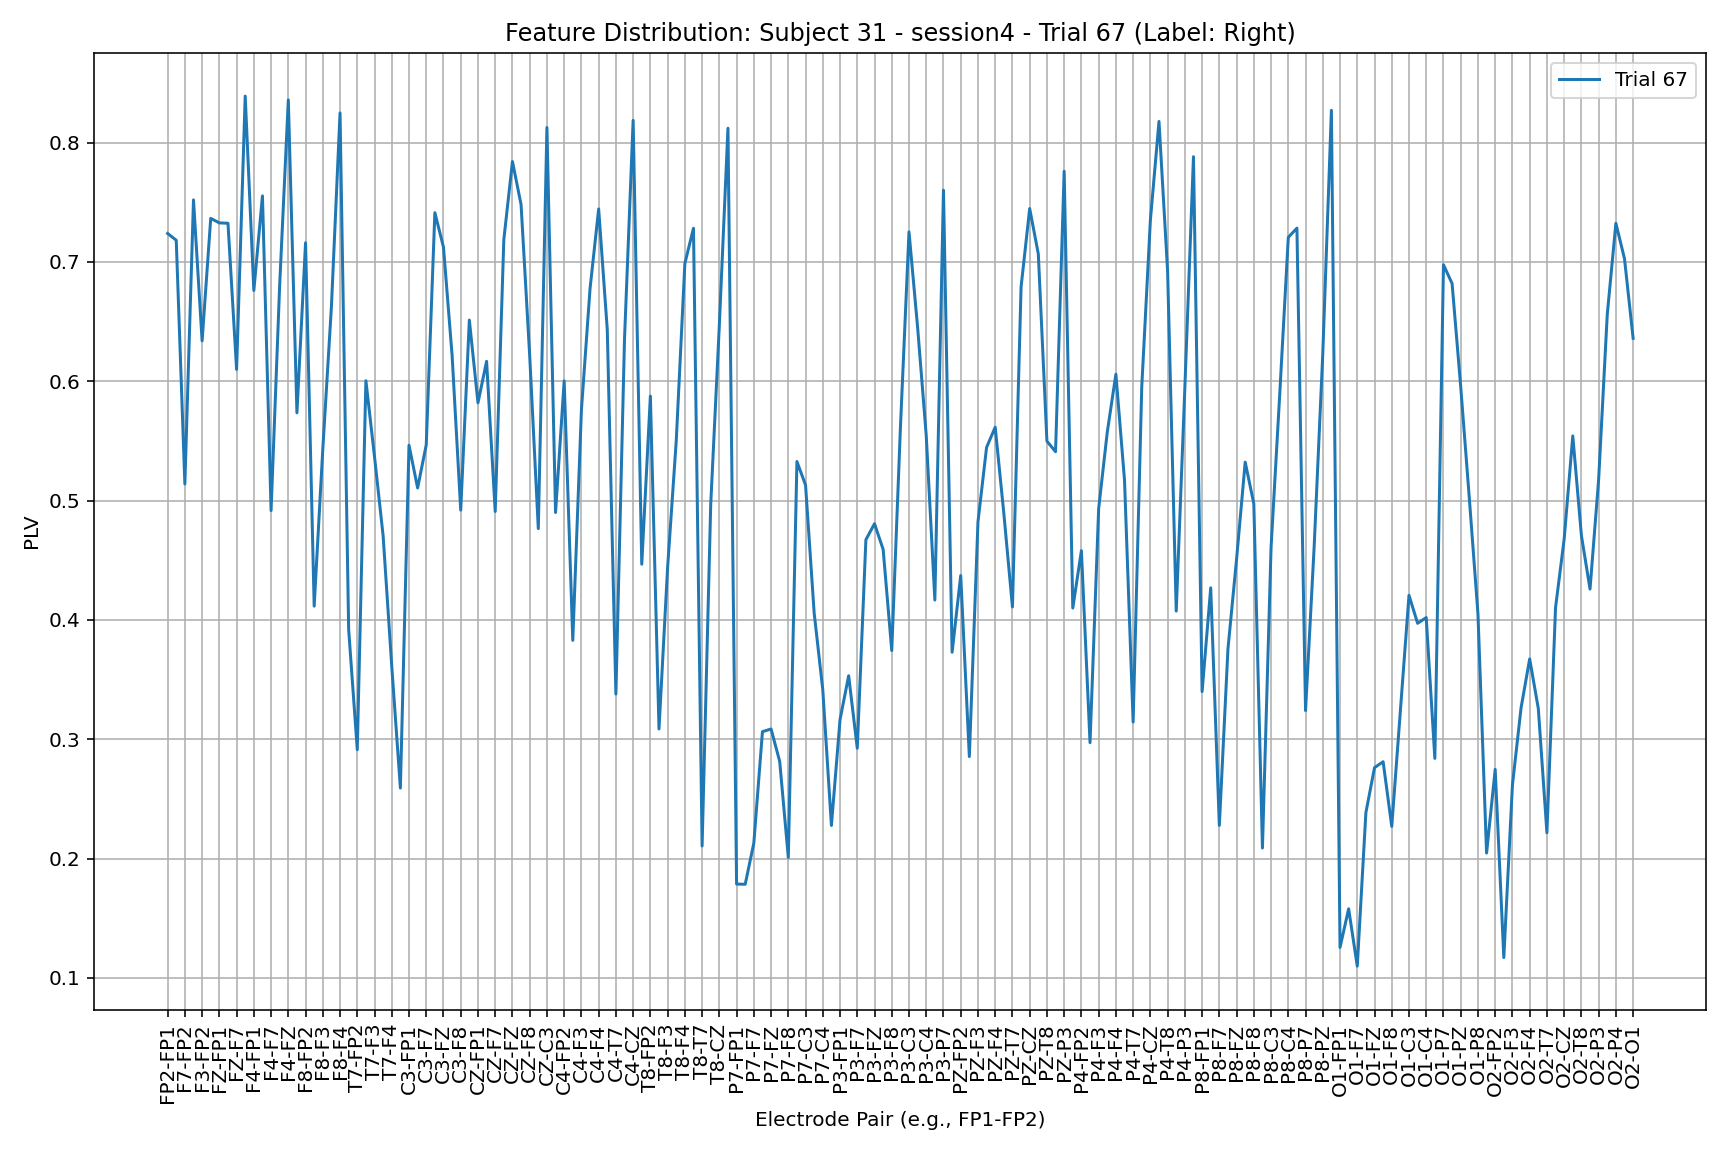 Feature Distribution: Subject 31 - session4 - Trial 67 (Label: Right)
Trial 67
PLV
0.8
0.7
0.6
0.5
0.4
0.3
0.2
0.1
FP2-FP1
F7-FP2
F3-FP2
FZ-FP1
FZ-F7
F4-FP1
F4-F7
F4-FZ
F8-FP2
F8-F3
F8-F4
T7-FP2
T7-F3
T7-F4
C3-FP1
C3-F7
C3-FZ
C3-F8
CZ-FP1
CZ-F7
CZ-FZ
CZ-F8
CZ-C3
C4-FP2
C4-F3
C4-F4
C4-T7
C4-CZ
T8-FP2
T8-F3
T8-F4
T8-T7
T8-CZ
P7-FP1
P7-F7
P7-FZ
P7-F8
P7-C3
P7-C4
P3-FP1
P3-F7
P3-FZ
P3-F8
P3-C3
P3-C4
P3-P7
PZ-FP2
PZ-F3
PZ-F4
PZ-T7
PZ-CZ
PZ-T8
PZ-P3
P4-FP2
P4-F3
P4-F4
P4-T7
P4-CZ
P4-T8
P4-P3
P8-FP1
P8-F7
P8-FZ
P8-F8
P8-C3
P8-C4
P8-P7
P8-PZ
O1-FP1
O1-F7
O1-FZ
O1-F8
O1-C3
O1-C4
O1-P7
O1-PZ
O1-P8
O2-FP2
O2-F3
O2-F4
O2-T7
O2-CZ
O2-T8
O2-P3
O2-P4
O2-O1
Electrode Pair (e.g., FP1-FP2)